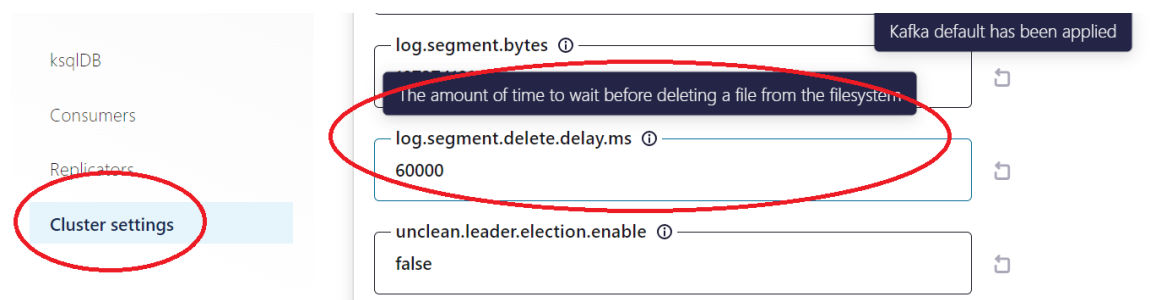 ksqlDB
Consumers
Replicators
Cluster settings
Kafka default has been applied
log.segment.bytes
The amount of time to wait before deleting a file from the filesystem
log.segment.delete.delay.ms
60000
unclean.leader.election.enable
false